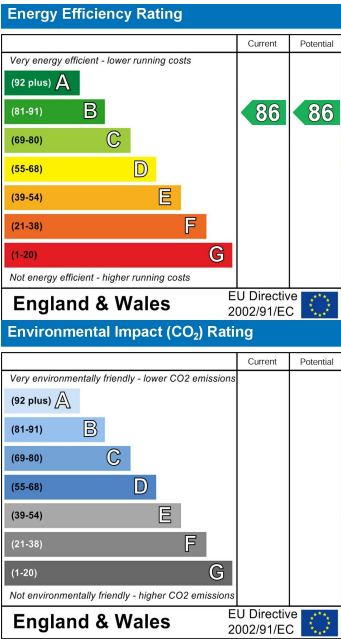 Energy Efficiency Rating
Current Potential
Very energy efficient - lower running costs
(92 plus) A
(81-91) B 86 86
(69-80) C
(55-68) D
(39-54) E
(21-38) F
(1-20) G
Not energy efficient - higher running costs
England & Wales EU Directive 2002/91/EC
Environmental Impact (CO₂) Rating
Current Potential
Very environmentally friendly - lower CO2 emissions
(92 plus) A
(81-91) B
(69-80) C
(55-68) D
(39-54) E
(21-38) F
(1-20) G
Not environmentally friendly - higher CO2 emissions
England & Wales EU Directive 2002/91/EC